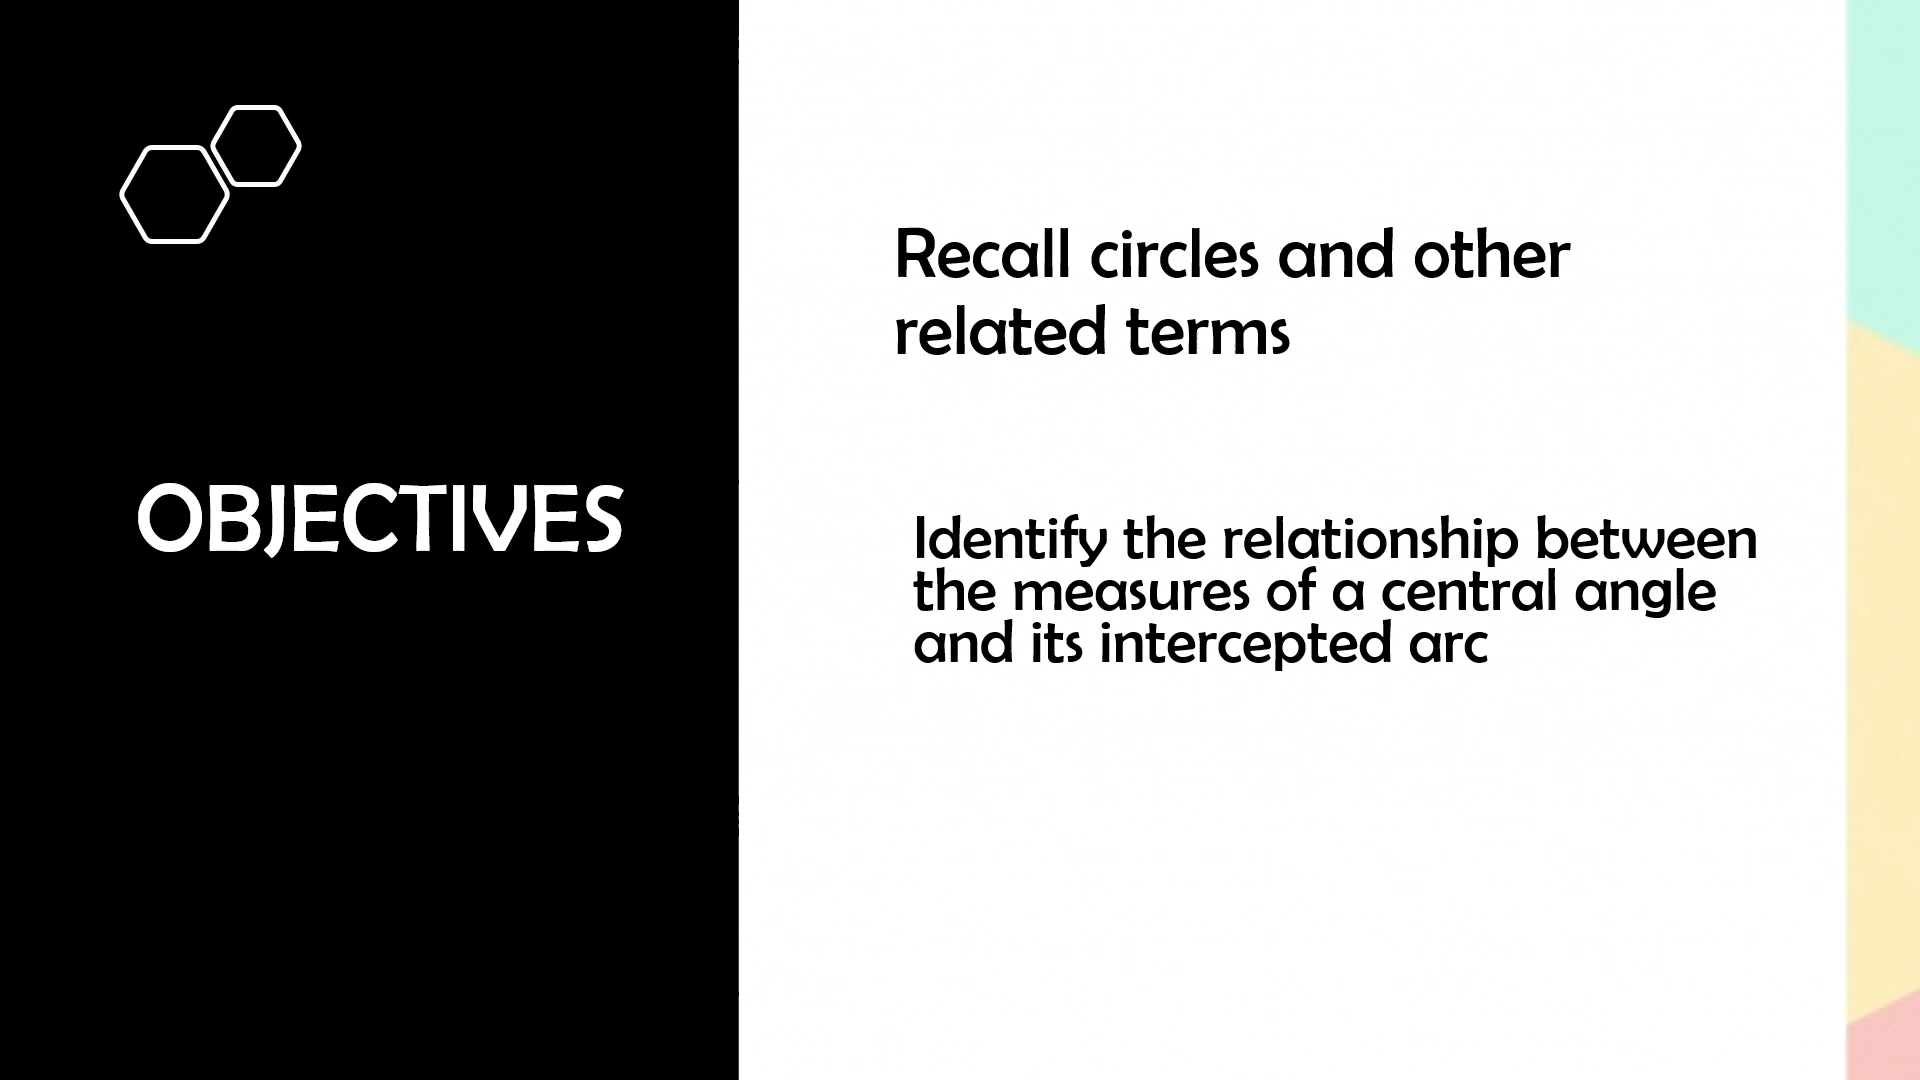 OBJECTIVES
Recall circles and other
related terms
Identify the relationship between
the measures of a central angle
and its intercepted arc